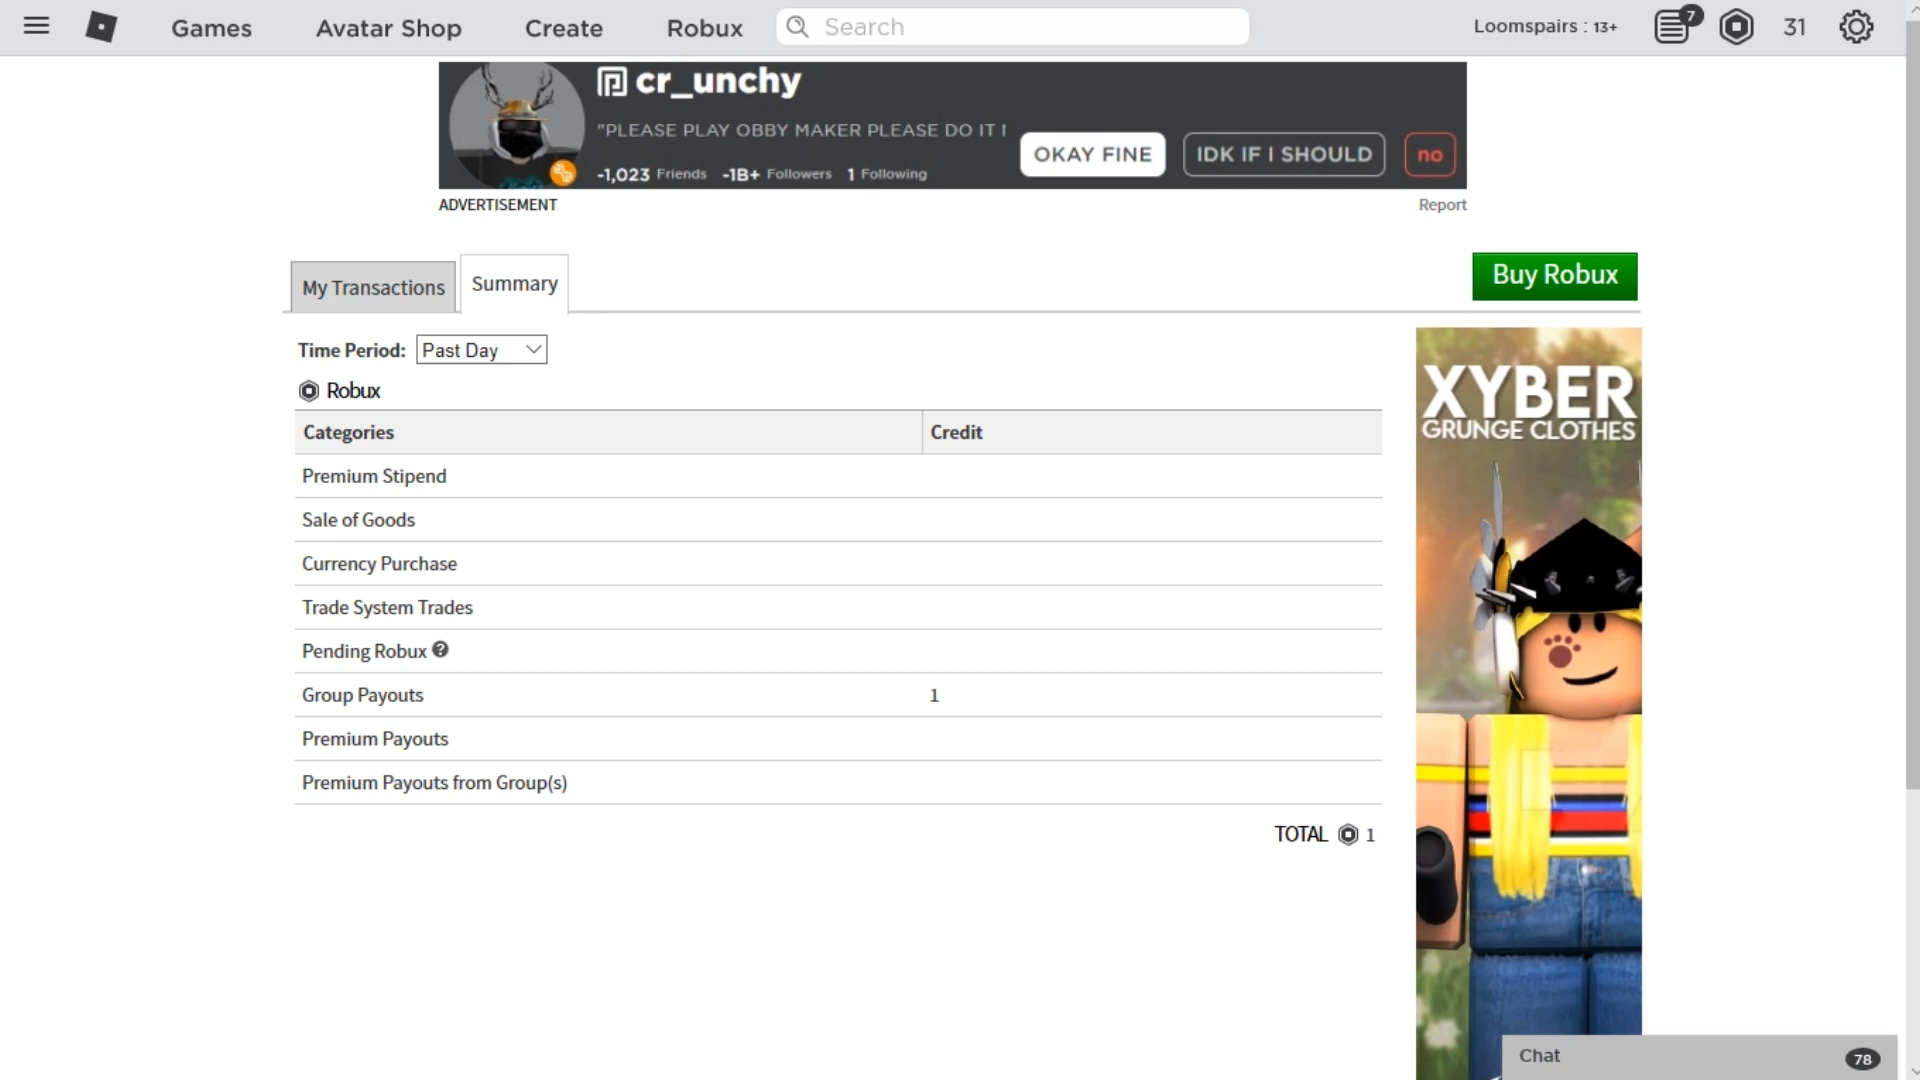 Games
Avatar Shop
Create
Robux
Search
Loomspairs : 13+
7
31
cr_unchy
"PLEASE PLAY OBBY MAKER PLEASE DO IT
-1,023 Friends -1B+ Followers 1 Following
OKAY FINE
IDK IF I SHOULD
no
ADVERTISEMENT
Report
My Transactions
Summary
Buy Robux
Time Period: Past Day
Robux
Categories Credit
Premium Stipend
Sale of Goods
Currency Purchase
Trade System Trades
Pending Robux ?
Group Payouts 1
Premium Payouts
Premium Payouts from Group(s)
TOTAL 1
XYBER
GRUNGE CLOTHES
Chat
78